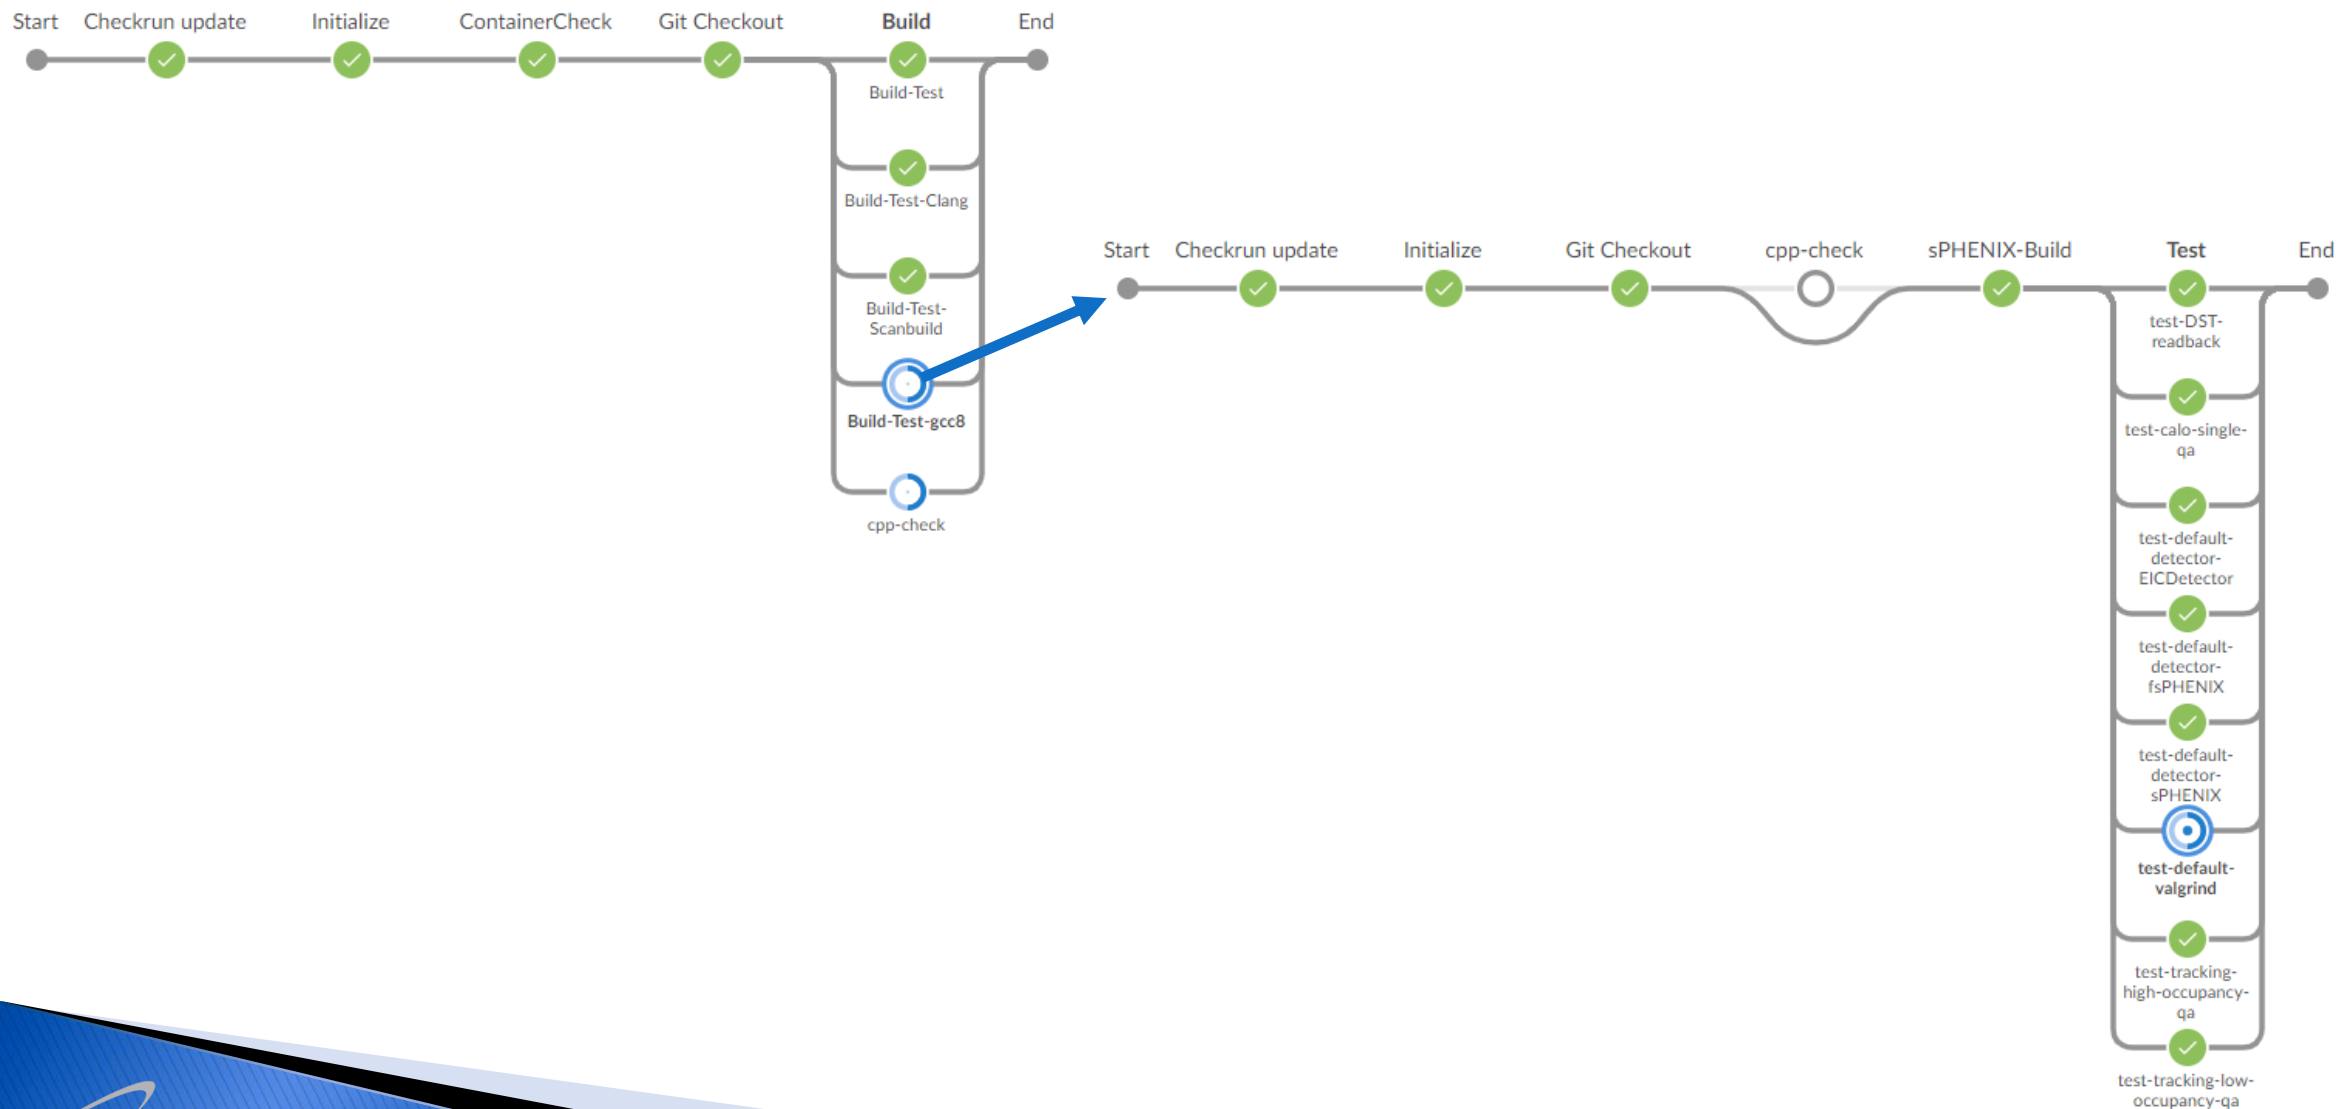 Start Checkrun update Initialize ContainerCheck Git Checkout Build End
Build-Test
Build-Test-Clang
Build-Test-
Scanbuild
Build-Test-gcc8
cpp-check
Start Checkrun update Initialize Git Checkout cpp-check sPHENIX-Build Test End
test-DST-
readback
test-calo-single-
qa
test-default-
detector-
EICDetector
test-default-
detector-
fsPHENIX
test-default-
detector-
sPHENIX
test-default-
valgrind
test-tracking-
high-occupancy-
qa
test-tracking-low-
occupancy-qa